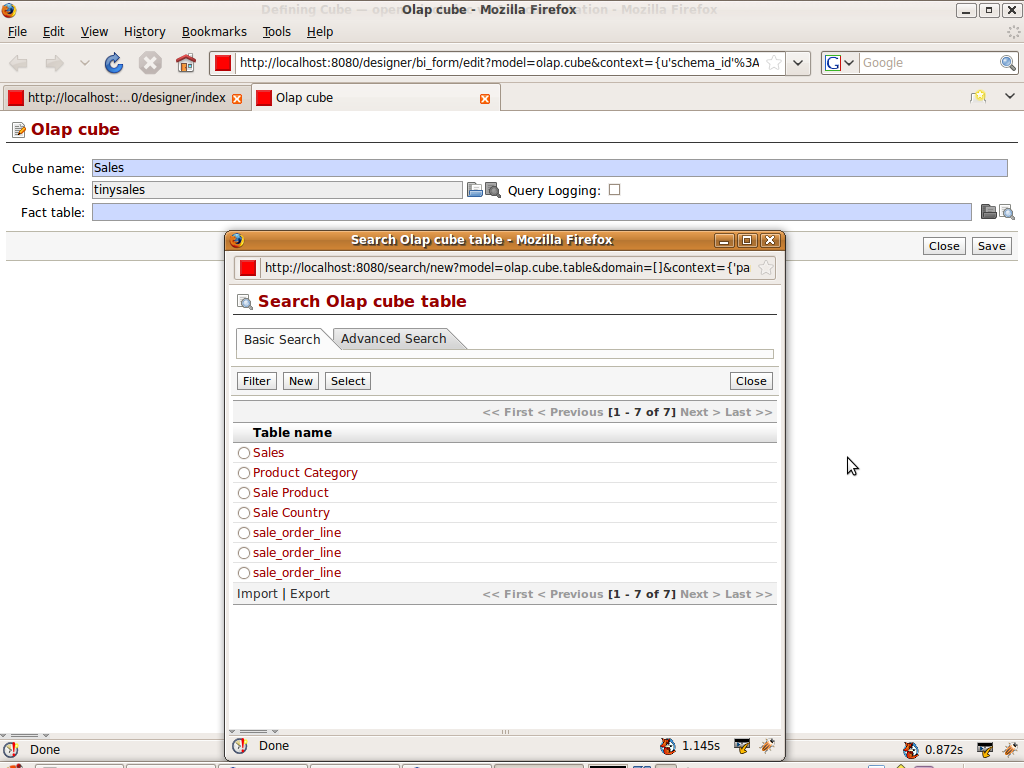 Olap cube - Mozilla Firefox
File Edit View History Bookmarks Tools Help
http://localhost:8080/designer/bi_form/edit?model=olap.cube&context={u'schema_id'%3A
Google
http://localhost:...0/designer/index
Olap cube
Olap cube
Cube name: Sales
Schema: tinysales
Query Logging:
Fact table:
Close Save
Search Olap cube table - Mozilla Firefox
http://localhost:8080/search/new?model=olap.cube.table&domain=[]&context={'pa
Search Olap cube table
Basic Search Advanced Search
Filter New Select Close
<< First < Previous [1 - 7 of 7] Next > Last >>
Table name
Sales
Product Category
Sale Product
Sale Country
sale_order_line
sale_order_line
sale_order_line
Import | Export << First < Previous [1 - 7 of 7] Next > Last >>
Done 1.145s
Done 0.872s